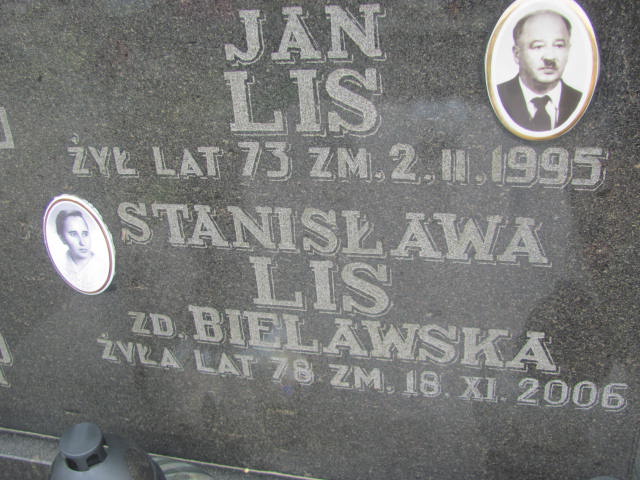 JAN
LIS
ŻYŁ LAT 73 ZM. 2. II. 1995
STANISŁAWA
LIS
ZD. BIELAWSKA
ŻYŁA LAT 78 ZM. 18. XI. 2006